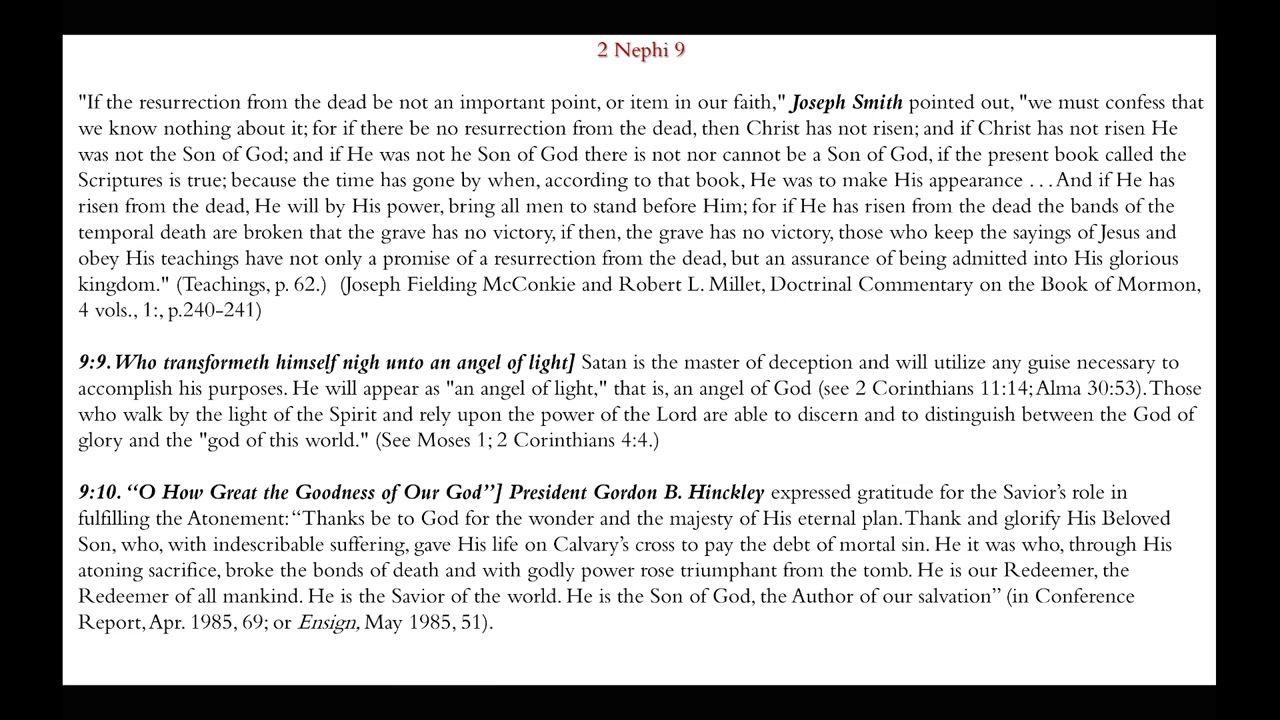 2 Nephi 9
"If the resurrection from the dead be not an important point, or item in our faith," Joseph Smith pointed out, "we must confess that
we know nothing about it; for if there be no resurrection from the dead, then Christ has not risen; and if Christ has not risen He
was not the Son of God; and if He was not he Son of God there is not nor cannot be a Son of God, if the present book called the
Scriptures is true; because the time has gone by when, according to that book, He was to make His appearance . . . And if He has
risen from the dead, He will by His power, bring all men to stand before Him; for if He has risen from the dead the bands of the
temporal death are broken that the grave has no victory, if then, the grave has no victory, those who keep the sayings of Jesus and
obey His teachings have not only a promise of a resurrection from the dead, but an assurance of being admitted into His glorious
kingdom." (Teachings, p. 62.) (Joseph Fielding McConkie and Robert L. Millet, Doctrinal Commentary on the Book of Mormon,
4 vols., 1:, p.240-241)
9:9. Who transformeth himself nigh unto an angel of light] Satan is the master of deception and will utilize any guise necessary to
accomplish his purposes. He will appear as "an angel of light," that is, an angel of God (see 2 Corinthians 11:14; Alma 30:53). Those
who walk by the light of the Spirit and rely upon the power of the Lord are able to discern and to distinguish between the God of
glory and the "god of this world." (See Moses 1; 2 Corinthians 4:4.)
9:10. “O How Great the Goodness of Our God”] President Gordon B. Hinckley expressed gratitude for the Savior’s role in
fulfilling the Atonement: “Thanks be to God for the wonder and the majesty of His eternal plan. Thank and glorify His Beloved
Son, who, with indescribable suffering, gave His life on Calvary’s cross to pay the debt of mortal sin. He it was who, through His
atoning sacrifice, broke the bonds of death and with godly power rose triumphant from the tomb. He is our Redeemer, the
Redeemer of all mankind. He is the Savior of the world. He is the Son of God, the Author of our salvation” (in Conference
Report, Apr. 1985, 69; or Ensign, May 1985, 51).